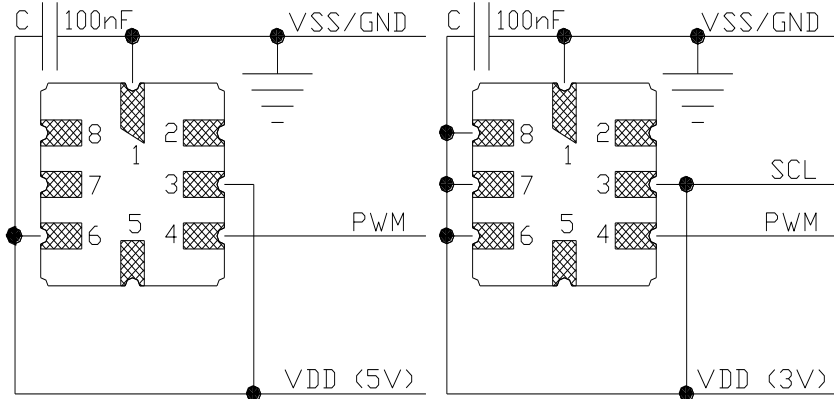 C 100nF VSS/GND
8 1 2
7 3
6 5 4 PWM
VDD (5V)
C 100nF VSS/GND
8 1 2
7 3 SCL
6 5 4 PWM
VDD (3V)